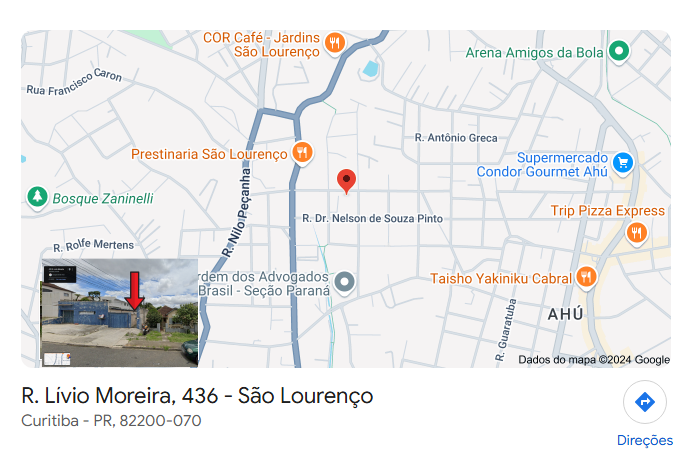 COR Café - Jardins
São Lourenço
Arena Amigos da Bola
Rua Francisco Caron
R. Antônio Greca
Prestinaria São Lourenço
Supermercado
Condor Gourmet Ahú
Bosque Zaninelli
R. Nilo Peçanha
R. Dr. Nelson de Souza Pinto
Trip Pizza Express
R. Rolfe Mertens
rdem dos Advogados
Brasil - Seção Paraná
Taisho Yakiniku Cabral
R. Guaratuba
AHÚ
Dados do mapa ©2024 Google
R. Lívio Moreira, 436 - São Lourenço
Curitiba - PR, 82200-070
Direções